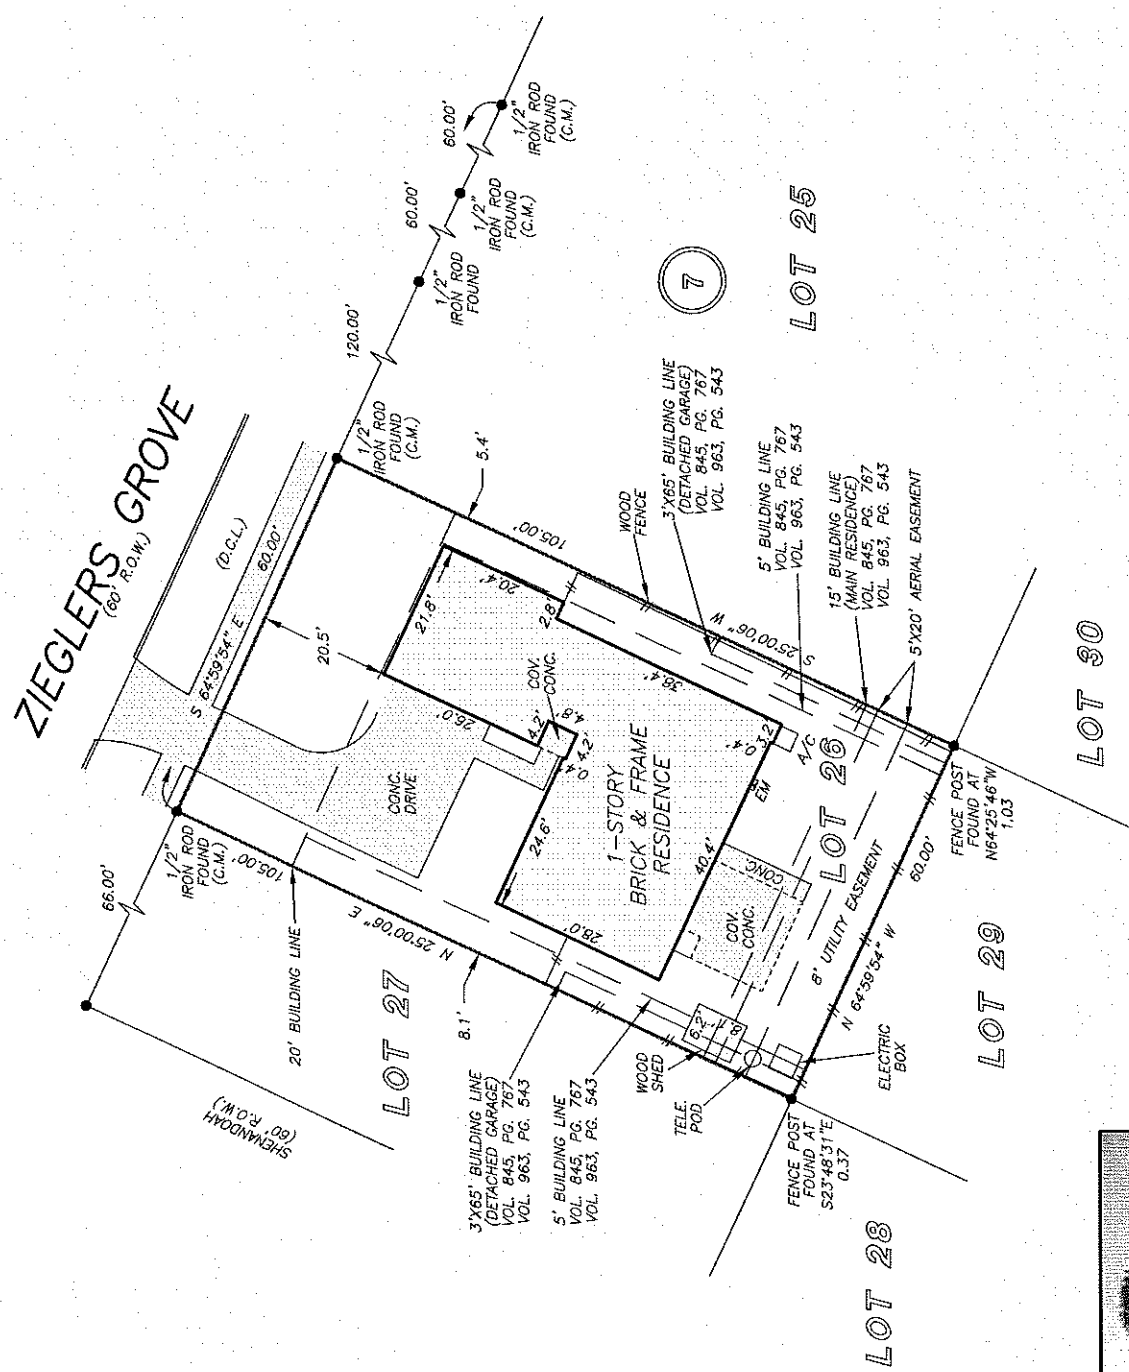 ZIEGLERS GROVE
(60' R.O.W.)
(D.C.L.)
S 64°59'54" E
60.00'
66.00'
1/2"
IRON ROD
FOUND
(C.M.)
1/2"
IRON ROD
FOUND
(C.M.)
120.00'
1/2"
IRON ROD
FOUND
60.00'
1/2"
IRON ROD
FOUND
(C.M.)
60.00'
1/2"
IRON ROD
FOUND
(C.M.)
SHENANDOAH
(60' R.O.W.)
LOT 27
20' BUILDING LINE
105.00'
N 25°00'06" E
8.1'
CONC.
DRIVE
20.5'
5.4'
105.00'
S 25°00'06" W
21.8'
20.4'
2.8'
26.0'
4.2'
COV.
CONC.
4.8'
4.2'
0.4'
24.6'
38.4'
28.0'
40.4'
0.4'
3.2'
A/C
EM
1-STORY
BRICK & FRAME
RESIDENCE
CONC.
COV.
CONC.
LOT 26
8' UTILITY EASEMENT
N 64°59'54" W
60.00'
7
LOT 25
WOOD
FENCE
3'X65' BUILDING LINE
(DETACHED GARAGE)
VOL. 845, PG. 767
VOL. 963, PG. 543
5' BUILDING LINE
VOL. 845, PG. 767
VOL. 963, PG. 543
15' BUILDING LINE
(MAIN RESIDENCE)
VOL. 845, PG. 767
VOL. 963, PG. 543
5'X20' AERIAL EASEMENT
3'X65' BUILDING LINE
(DETACHED GARAGE)
VOL. 845, PG. 767
VOL. 963, PG. 543
5' BUILDING LINE
VOL. 845, PG. 767
VOL. 963, PG. 543
WOOD
SHED
6.2'
TELE.
POD
ELECTRIC
BOX
FENCE POST
FOUND AT
S23°48'31"E
0.37
FENCE POST
FOUND AT
N64°25'46"W
1.03
LOT 28
LOT 29
LOT 30